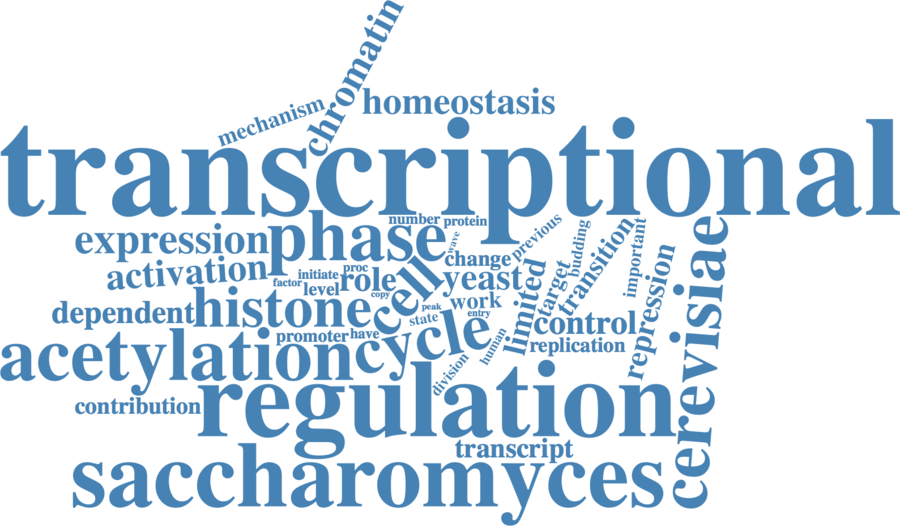 chromatin
mechanism
homeostasis
transcriptional
number
protein
previous
budding
transition
important
expression
phase
wave
change
cerevisiae
activation
initiate
proc
role
cell
yeast
limited
target
repression
factor
level
copy
dependent
histone
peak
work
state
entry
control
promoter
have
cycle
human
replication
acetylation
division
contribution
regulation
transcript
saccharomyces